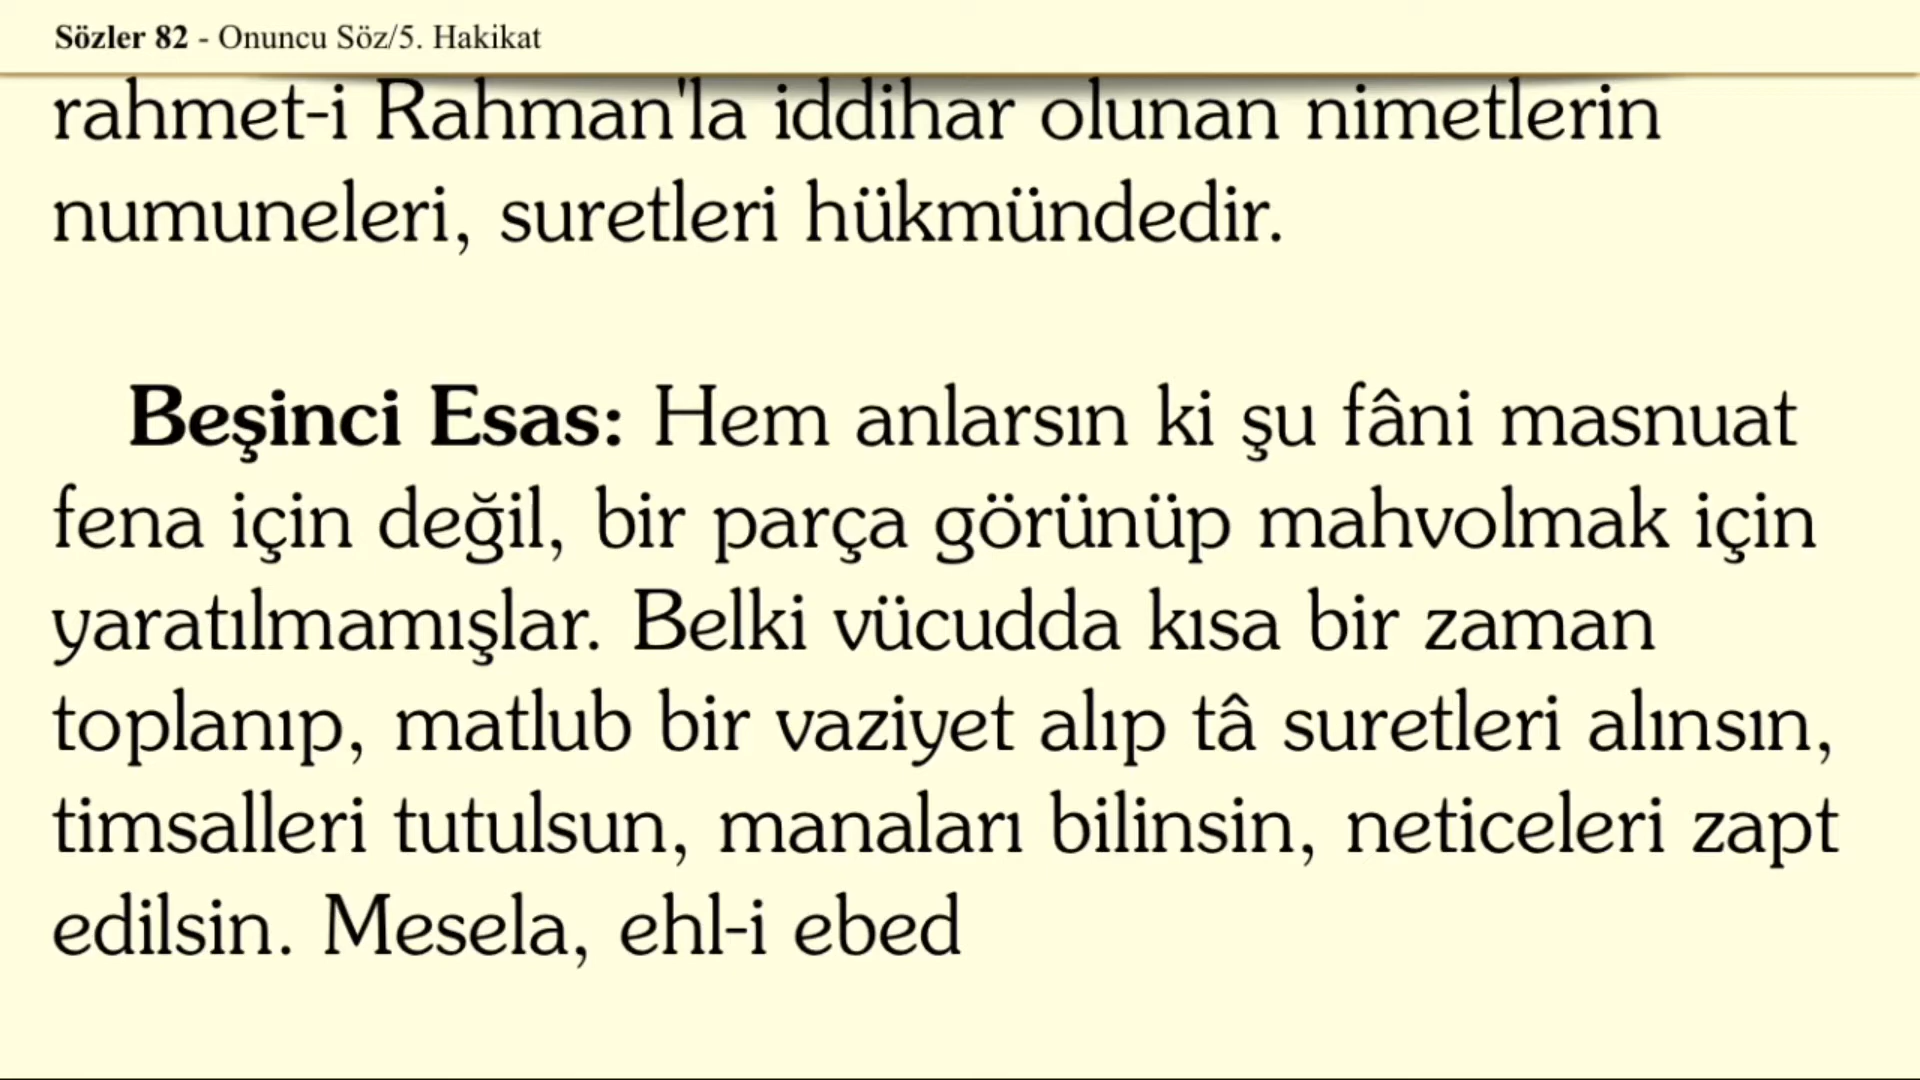 Sözler 82 - Onuncu Söz/5. Hakikat
rahmet-i Rahman'la iddihar olunan nimetlerin
numuneleri, suretleri hükmündedir.
Beşinci Esas: Hem anlarsın ki şu fâni masnuat
fena için değil, bir parça görünüp mahvolmak için
yaratılmamışlar. Belki vücudda kısa bir zaman
toplanıp, matlub bir vaziyet alıp tâ suretleri alınsın,
timsalleri tutulsun, manaları bilinsin, neticeleri zapt
edilsin. Mesela, ehl-i ebed